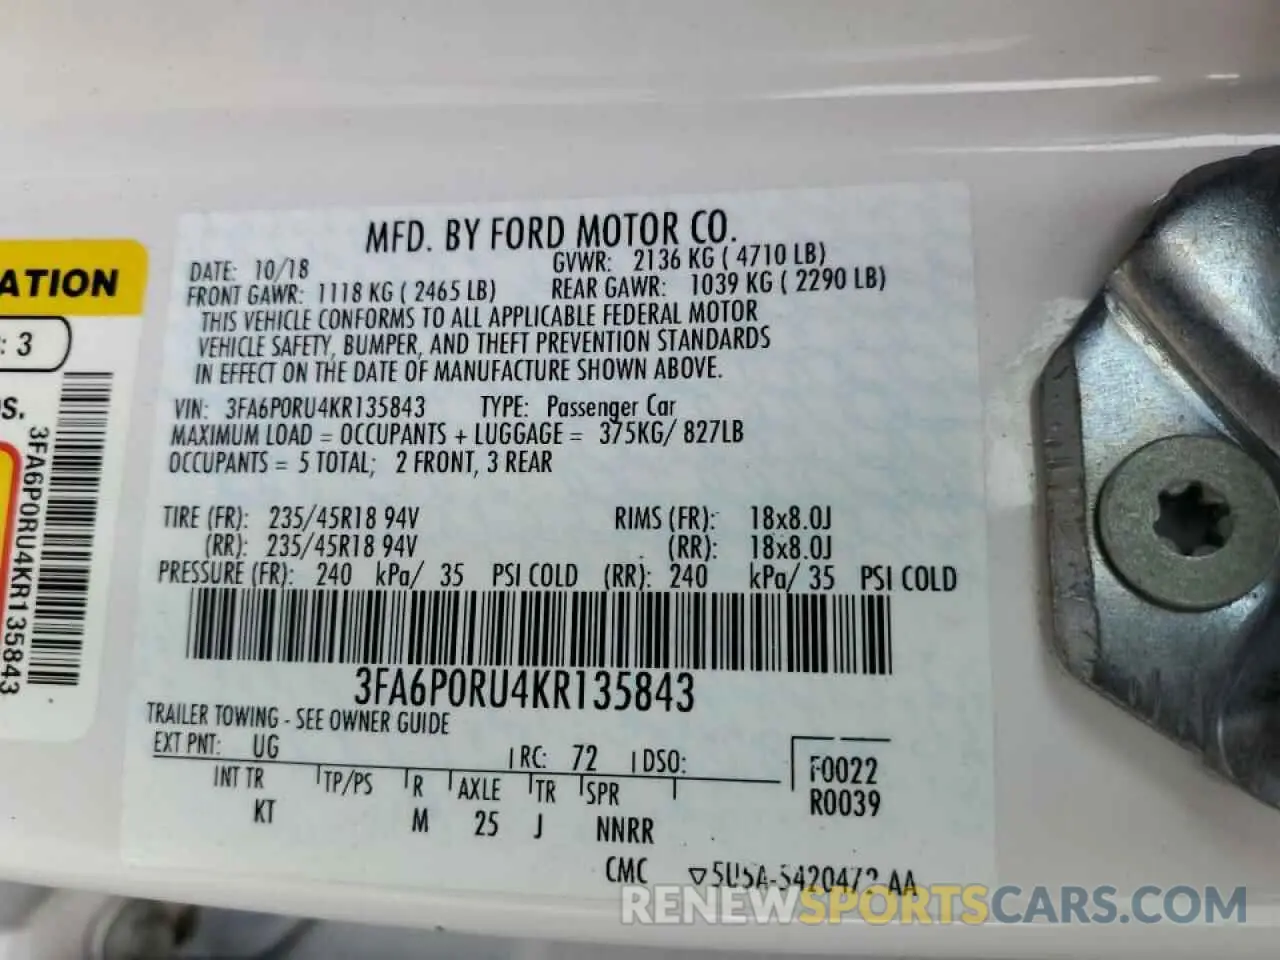 MFD. BY FORD MOTOR CO.
DATE: 10/18 GVWR: 2136 KG ( 4710 LB)
FRONT GAWR: 1118 KG ( 2465 LB) REAR GAWR: 1039 KG ( 2290 LB)
THIS VEHICLE CONFORMS TO ALL APPLICABLE FEDERAL MOTOR
VEHICLE SAFETY, BUMPER, AND THEFT PREVENTION STANDARDS
IN EFFECT ON THE DATE OF MANUFACTURE SHOWN ABOVE.
VIN: 3FA6P0RU4KR135843 TYPE: Passenger Car
MAXIMUM LOAD = OCCUPANTS + LUGGAGE = 375KG/ 827LB
OCCUPANTS = 5 TOTAL; 2 FRONT, 3 REAR
TIRE (FR): 235/45R18 94V RIMS (FR): 18x8.0J
(RR): 235/45R18 94V (RR): 18x8.0J
PRESSURE (FR): 240 kPa/ 35 PSI COLD (RR): 240 kPa/ 35 PSI COLD
3FA6P0RU4KR135843
TRAILER TOWING - SEE OWNER GUIDE
EXT PNT: UG RC: 72 DSO:
F0022
R0039
INT TR TP/PS R AXLE TR SPR
KT M 25 J NNRR
CMC ▽5U5A-5420472-AA
ATION
: 3
S.
3FA6P0RU4KR135843
RENEWSPORTSCARS.COM